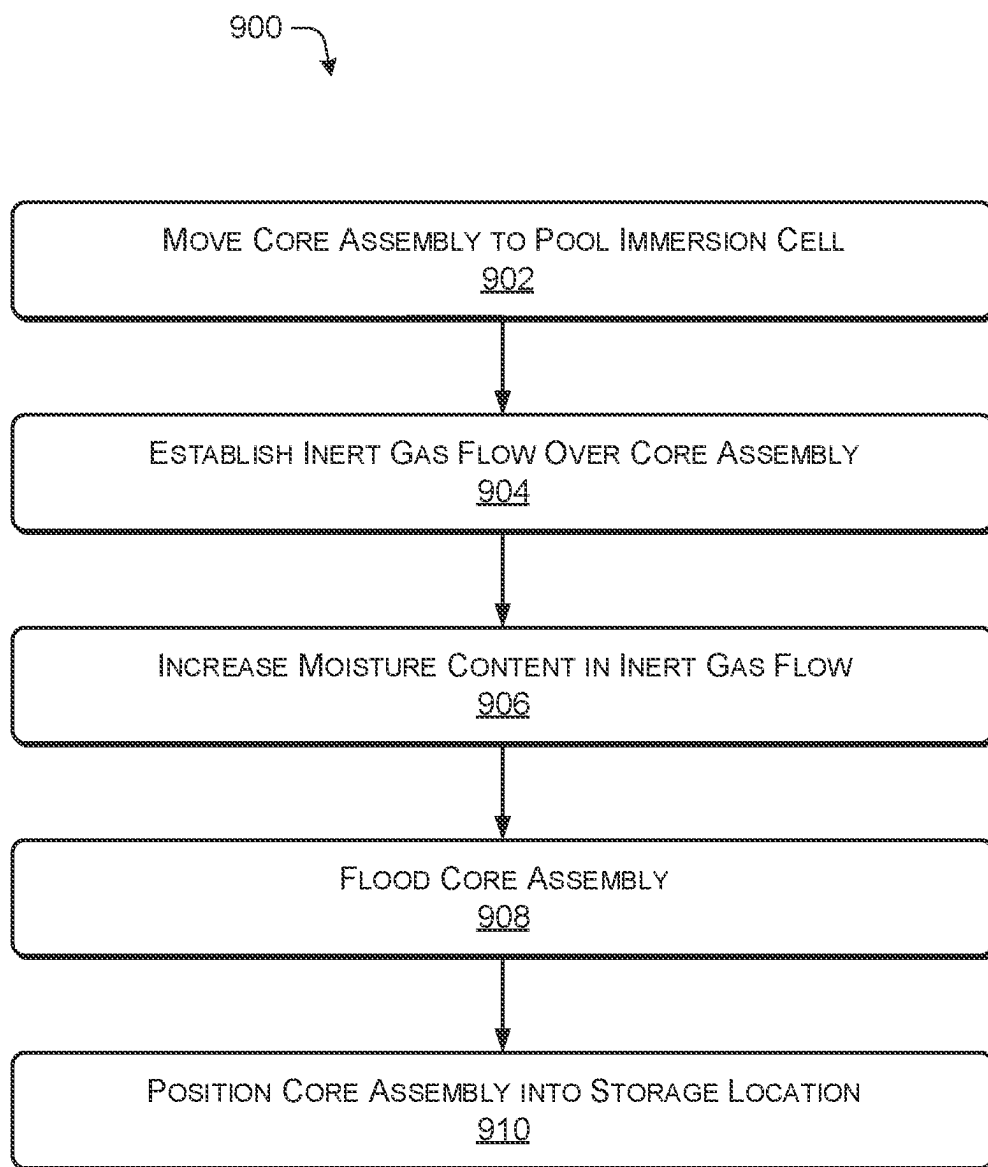 900
MOVE CORE ASSEMBLY TO POOL IMMERSION CELL
902
ESTABLISH INERT GAS FLOW OVER CORE ASSEMBLY
904
INCREASE MOISTURE CONTENT IN INERT GAS FLOW
906
FLOOD CORE ASSEMBLY
908
POSITION CORE ASSEMBLY INTO STORAGE LOCATION
910